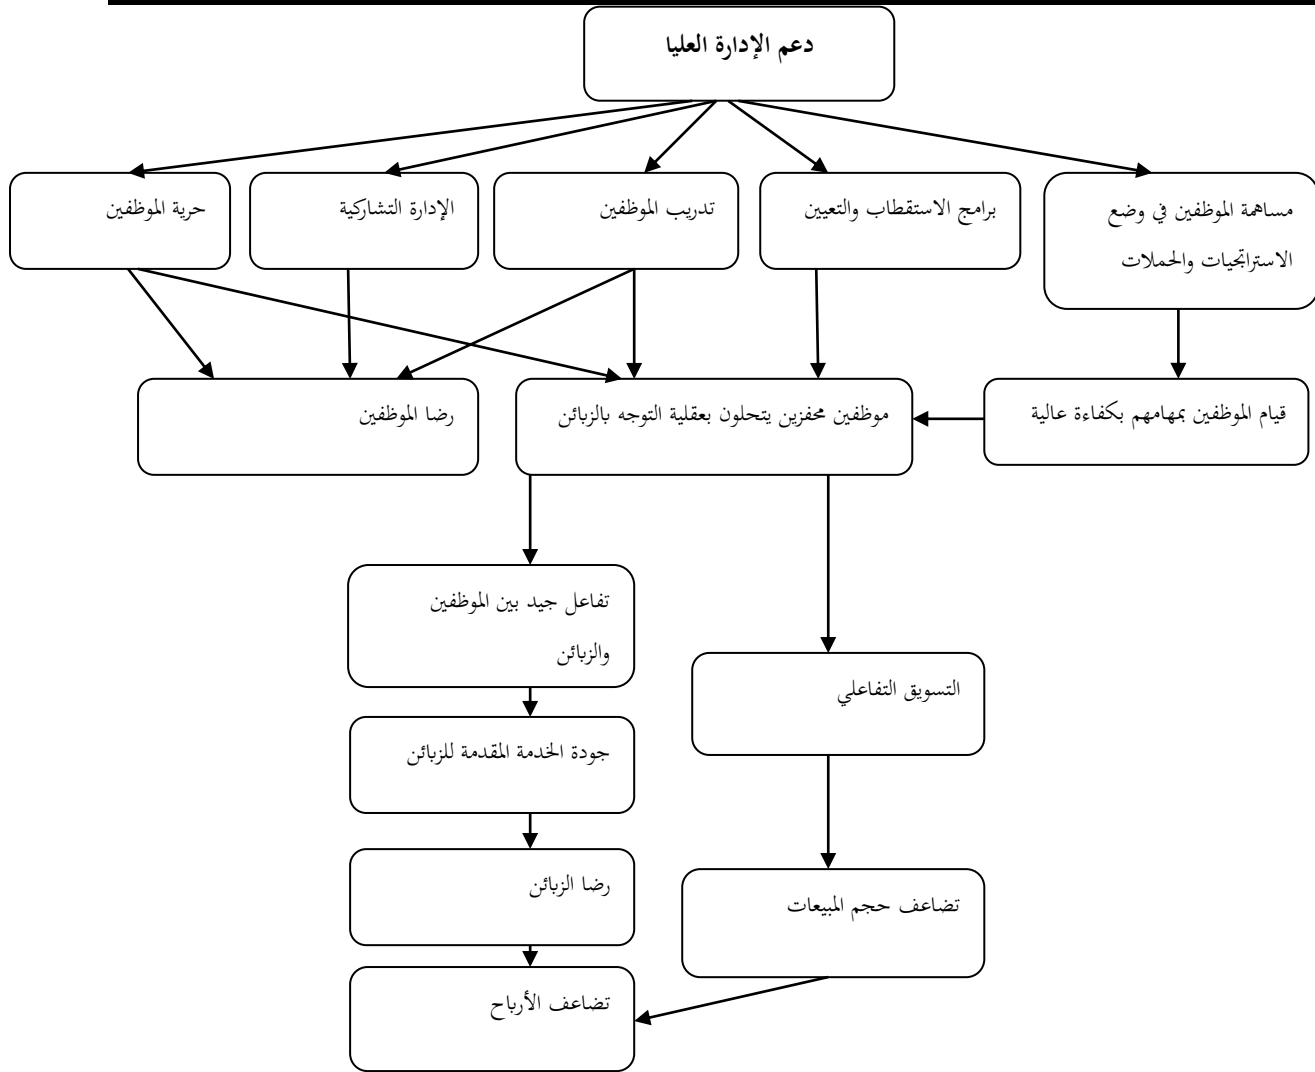 دعم الإدارة العليا
مساهمة الموظفين في وضع
الاستراتجيات والحملات
برامج الاستقطاب والتعيين
تدريب الموظفين
الإدارة التشاركية
حرية الموظفين
قيام الموظفين بمهامهم بكفاءة عالية
موظفين محفزين يتحلون بعقلية التوجه بالزبائن
رضا الموظفين
تفاعل جيد بين الموظفين
والزبائن
التسويق التفاعلي
جودة الخدمة المقدمة للزبائن
رضا الزبائن
تضاعف حجم المبيعات
تضاعف الأرباح